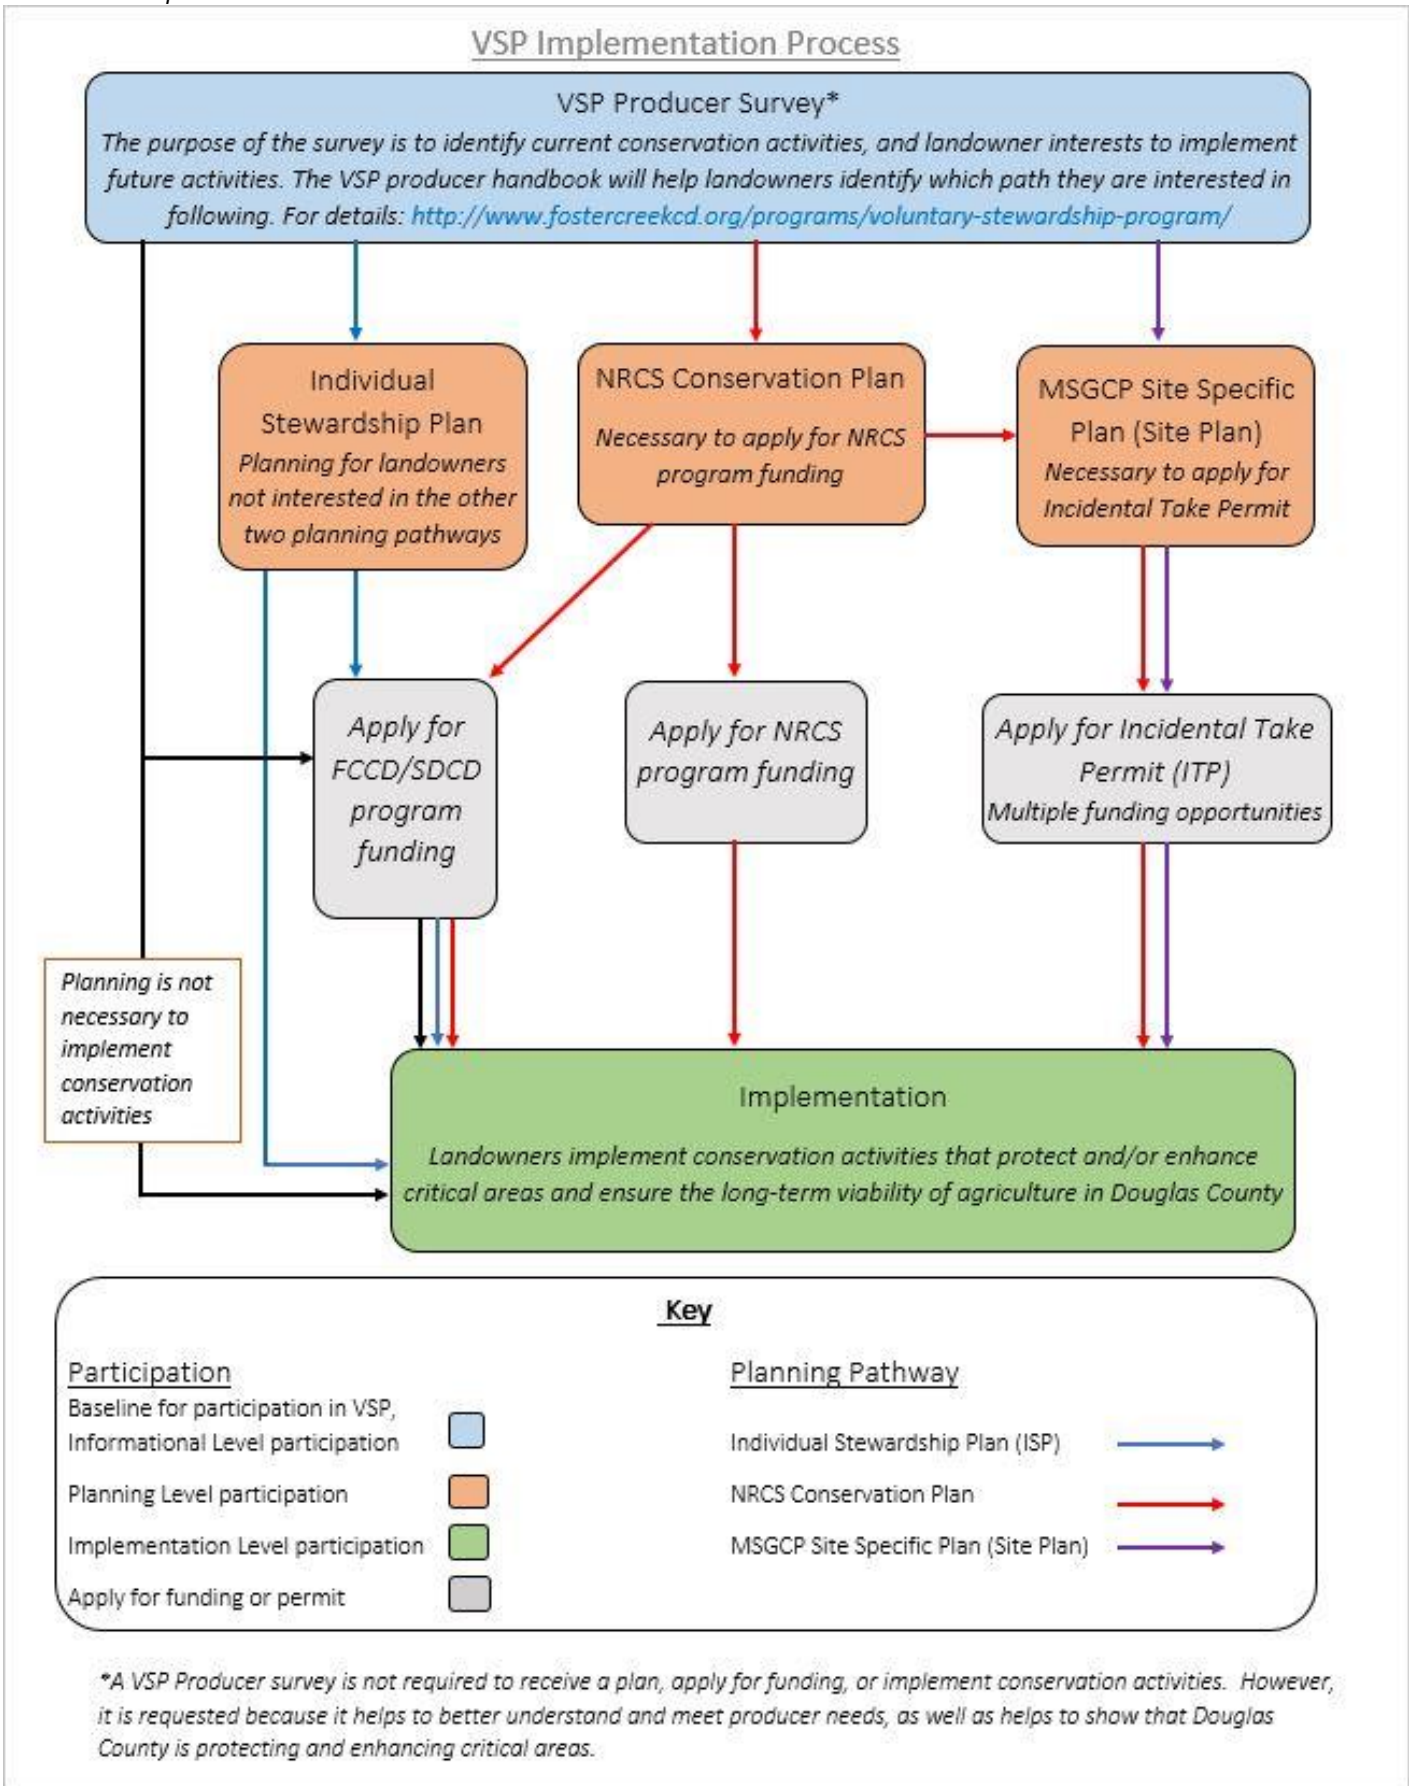 VSP Implementation Process
VSP Producer Survey*
The purpose of the survey is to identify current conservation activities, and landowner interests to implement
future activities. The VSP producer handbook will help landowners identify which path they are interested in
following. For details: http://www.fostercreekcd.org/programs/voluntary-stewardship-program/
Individual
Stewardship Plan
Planning for landowners
not interested in the other
two planning pathways
NRCS Conservation Plan
Necessary to apply for NRCS
program funding
MSGCP Site Specific
Plan (Site Plan)
Necessary to apply for
Incidental Take Permit
Apply for
FCCD/SDCD
program
funding
Apply for NRCS
program funding
Apply for Incidental Take
Permit (ITP)
Multiple funding opportunities
Planning is not
necessary to
implement
conservation
activities
Implementation
Landowners implement conservation activities that protect and/or enhance
critical areas and ensure the long-term viability of agriculture in Douglas County
Key
Participation
Baseline for participation in VSP,
Informational Level participation
Planning Level participation
Implementation Level participation
Apply for funding or permit
Planning Pathway
Individual Stewardship Plan (ISP)
NRCS Conservation Plan
MSGCP Site Specific Plan (Site Plan)
*A VSP Producer survey is not required to receive a plan, apply for funding, or implement conservation activities. However,
it is requested because it helps to better understand and meet producer needs, as well as helps to show that Douglas
County is protecting and enhancing critical areas.